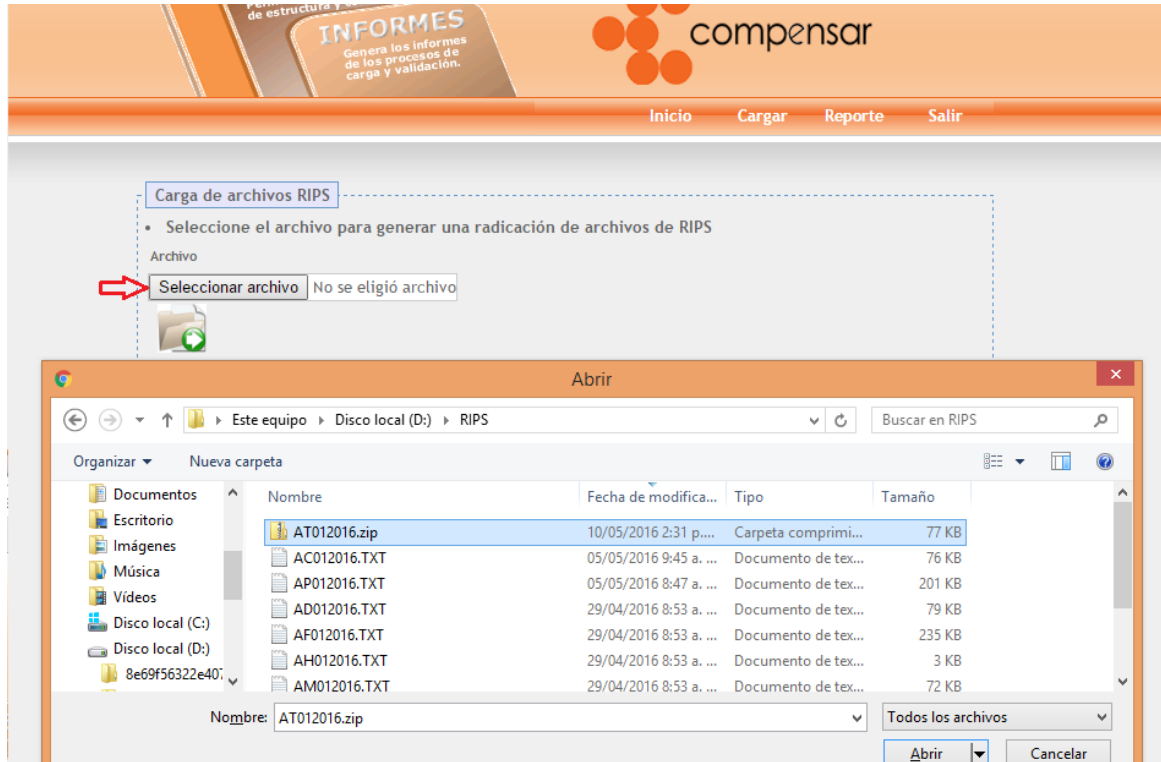 de estructura y
INFORMES
Genera los informes
de los procesos de
carga y validación.
compensar
Inicio Cargar Reporte Salir
Carga de archivos RIPS
• Seleccione el archivo para generar una radicación de archivos de RIPS
Archivo
Seleccionar archivo No se eligió archivo
Abrir
Este equipo Disco local (D:) RIPS Buscar en RIPS
Organizar Nueva carpeta
Documentos Nombre Fecha de modifica... Tipo Tamaño
Escritorio AT012016.zip 10/05/2016 2:31 p.... Carpeta comprimi... 77 KB
Imágenes AC012016.TXT 05/05/2016 9:45 a. ... Documento de tex... 76 KB
Música AP012016.TXT 05/05/2016 8:47 a. ... Documento de tex... 201 KB
Vídeos AD012016.TXT 29/04/2016 8:53 a. ... Documento de tex... 79 KB
Disco local (C:) AF012016.TXT 29/04/2016 8:53 a. ... Documento de tex... 235 KB
Disco local (D:) AH012016.TXT 29/04/2016 8:53 a. ... Documento de tex... 3 KB
8e69f56322e407 AM012016.TXT 29/04/2016 8:53 a. ... Documento de tex... 72 KB
Nombre: AT012016.zip Todos los archivos
Abrir Cancelar